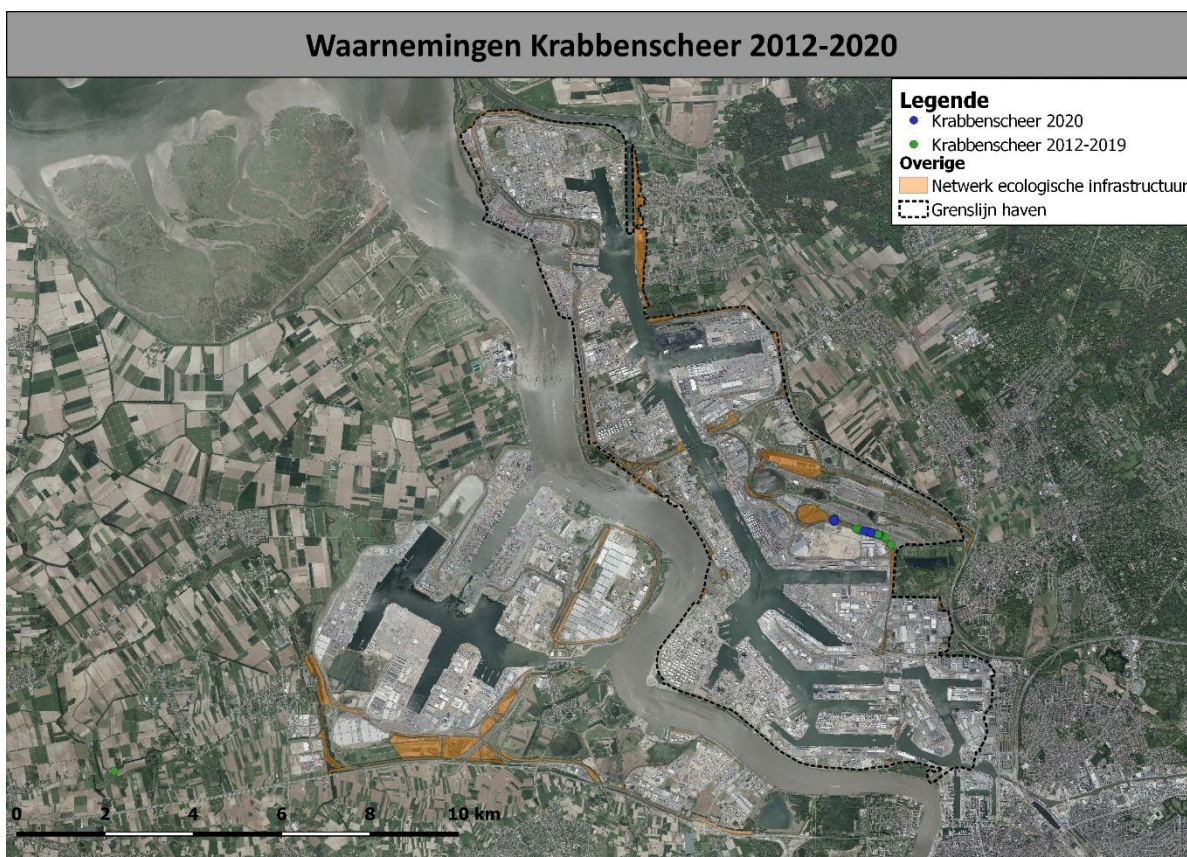 Waarnemingen Krabbenscheer 2012-2020
Legende
Krabbenscheer 2020
Krabbenscheer 2012-2019
Overige
Netwerk ecologische infrastructuur
Grenslijn haven
0 2 4 6 8 10 km